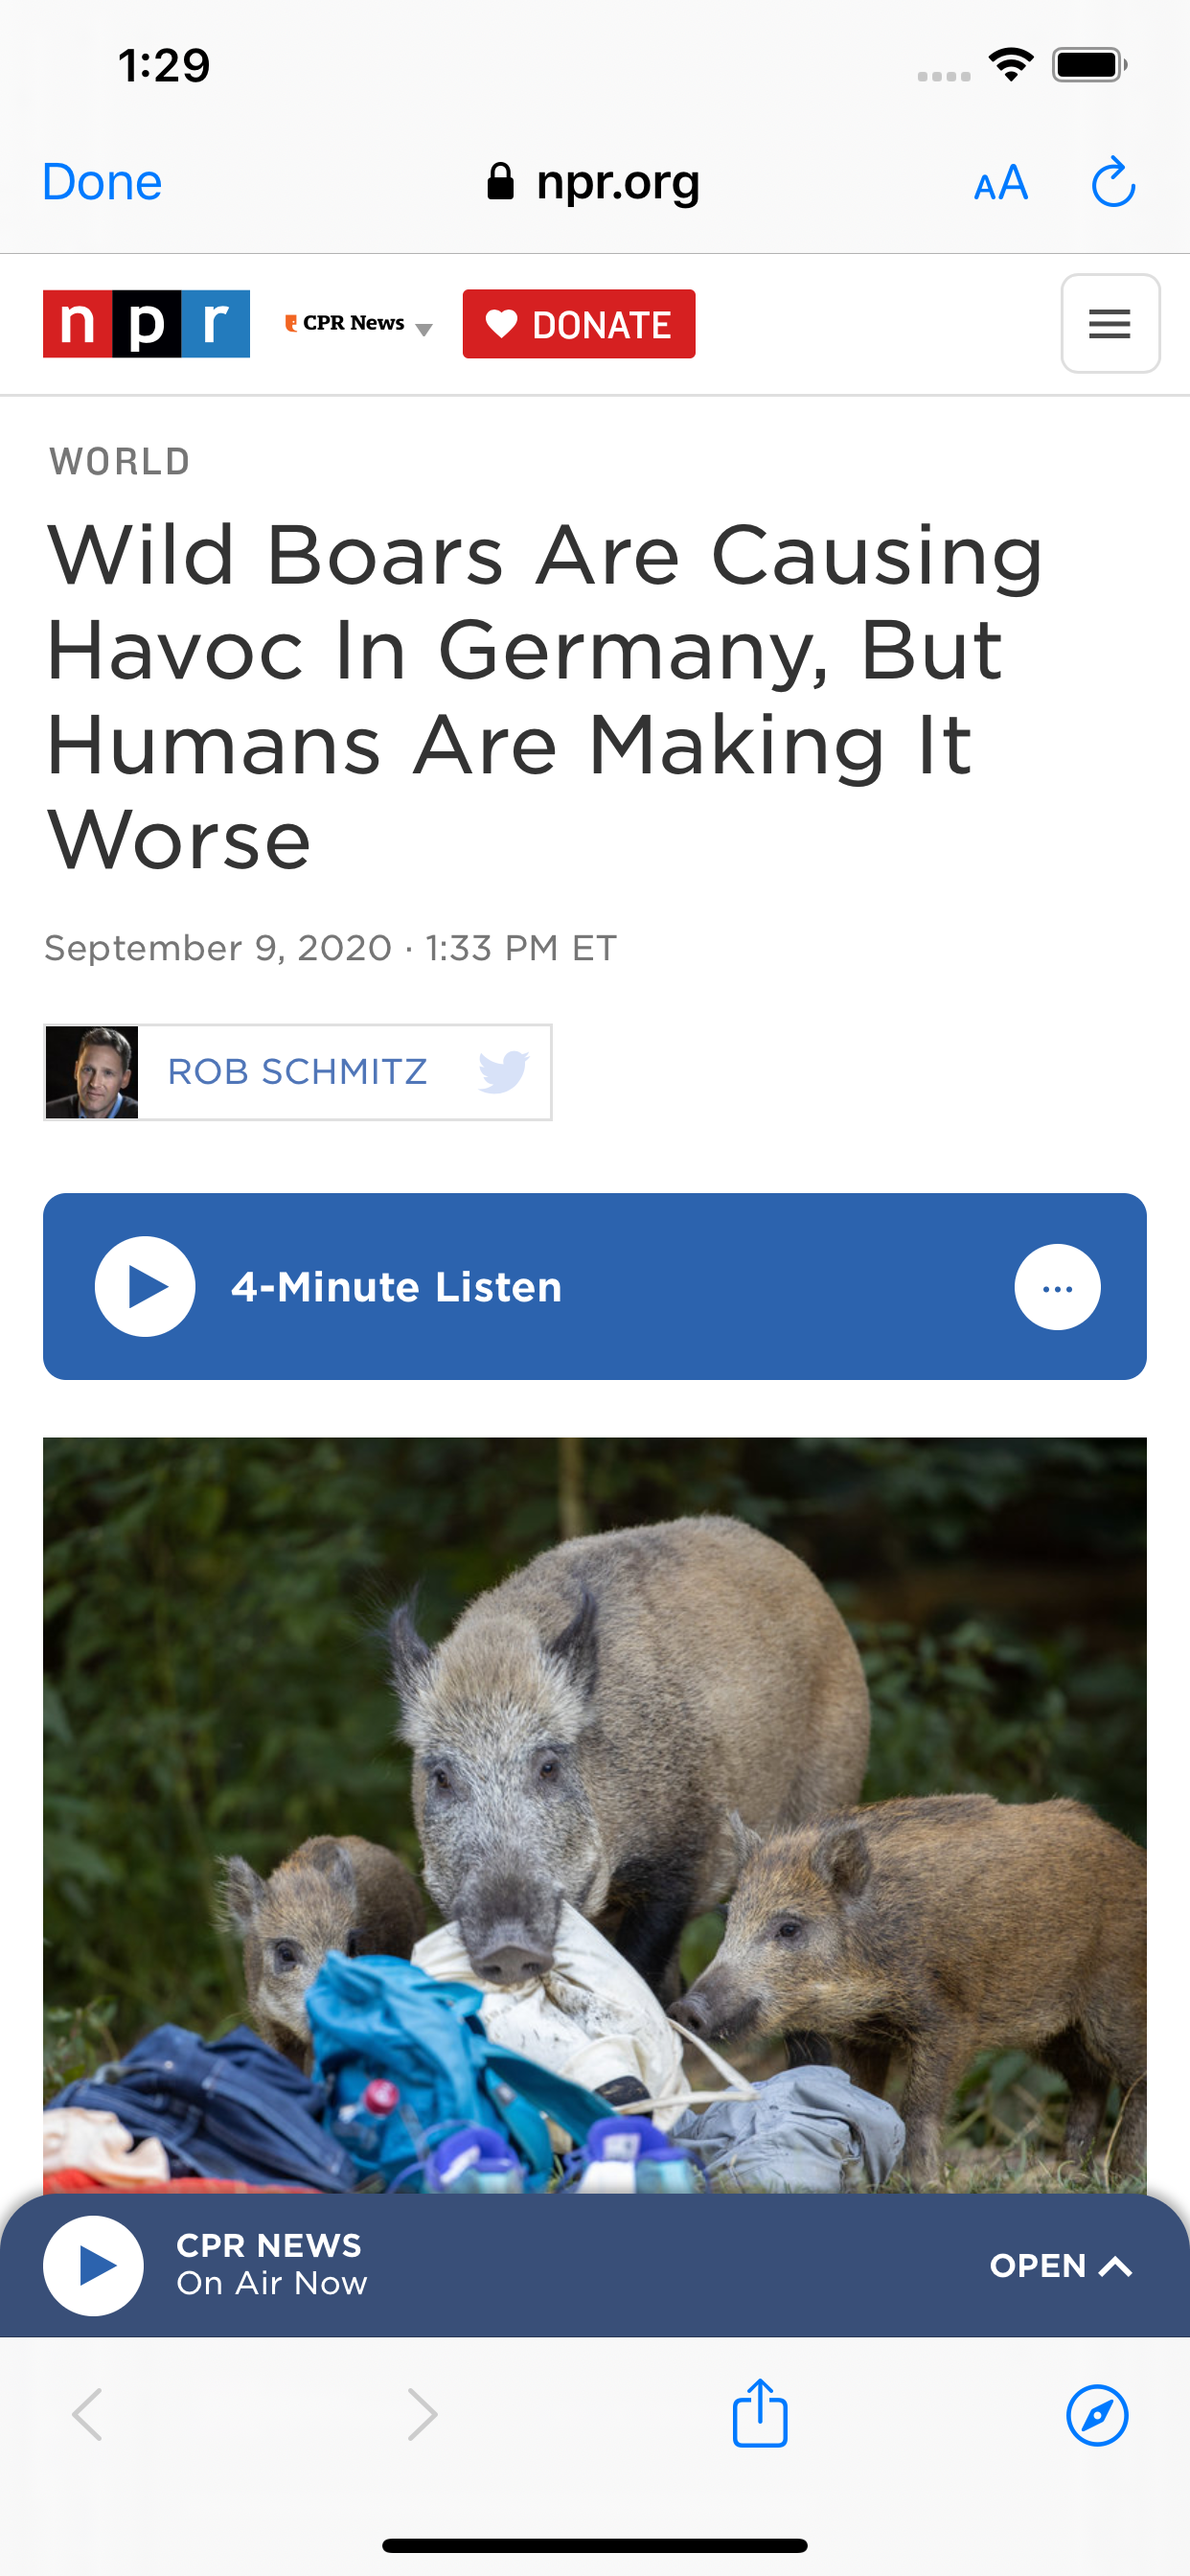 1:29
Done
npr.org
AA
npr
CPR News
DONATE
WORLD
Wild Boars Are Causing
Havoc In Germany, But
Humans Are Making It
Worse
September 9, 2020 · 1:33 PM ET
ROB SCHMITZ
4-Minute Listen
CPR NEWS
On Air Now
OPEN